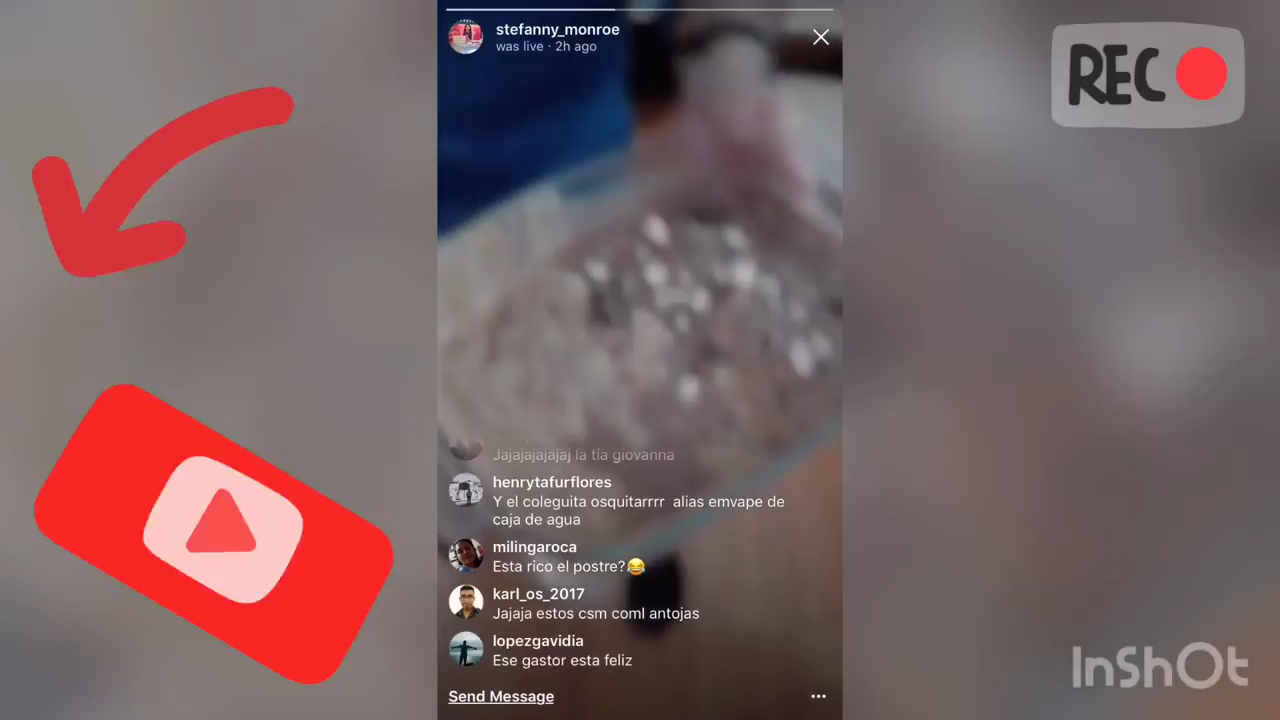 stefanny_monroe
was live · 2h ago
REC
Jajajajajaj la tía giovanna
henrytafurflores
Y el coleguita osquitarrrr alias emvape de
caja de agua
milingaroca
Esta rico el postre?😂
karl_os_2017
Jajaja estos csm coml antojas
lopezgavidia
Ese gastor esta feliz
Send Message
InShOt